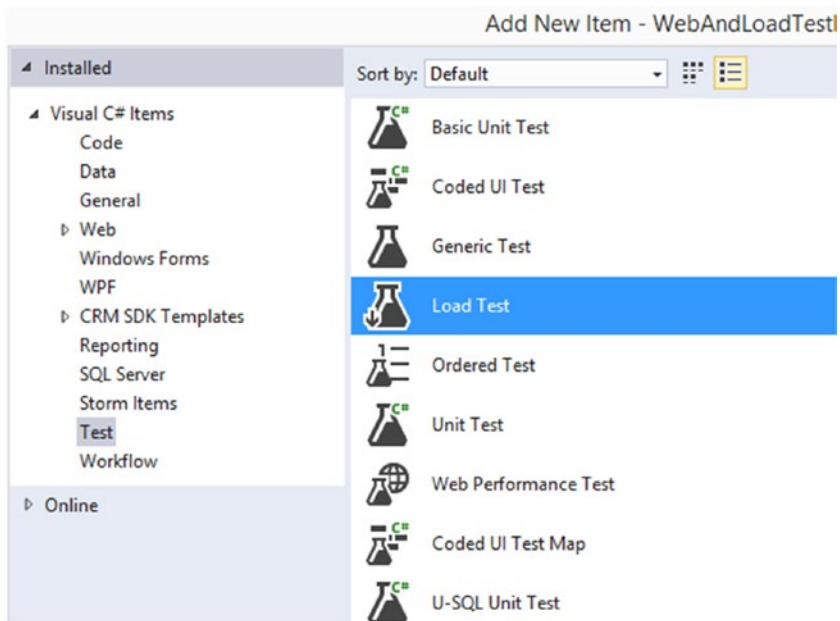 Add New Item - WebAndLoadTest
Installed
Visual C# Items
Code
Data
General
Web
Windows Forms
WPF
CRM SDK Templates
Reporting
SQL Server
Storm Items
Test
Workflow
Online
Sort by: Default
C#
Basic Unit Test
C#
Coded UI Test
Generic Test
Load Test
1
Ordered Test
C#
Unit Test
Web Performance Test
C#
Coded UI Test Map
C#
U-SQL Unit Test